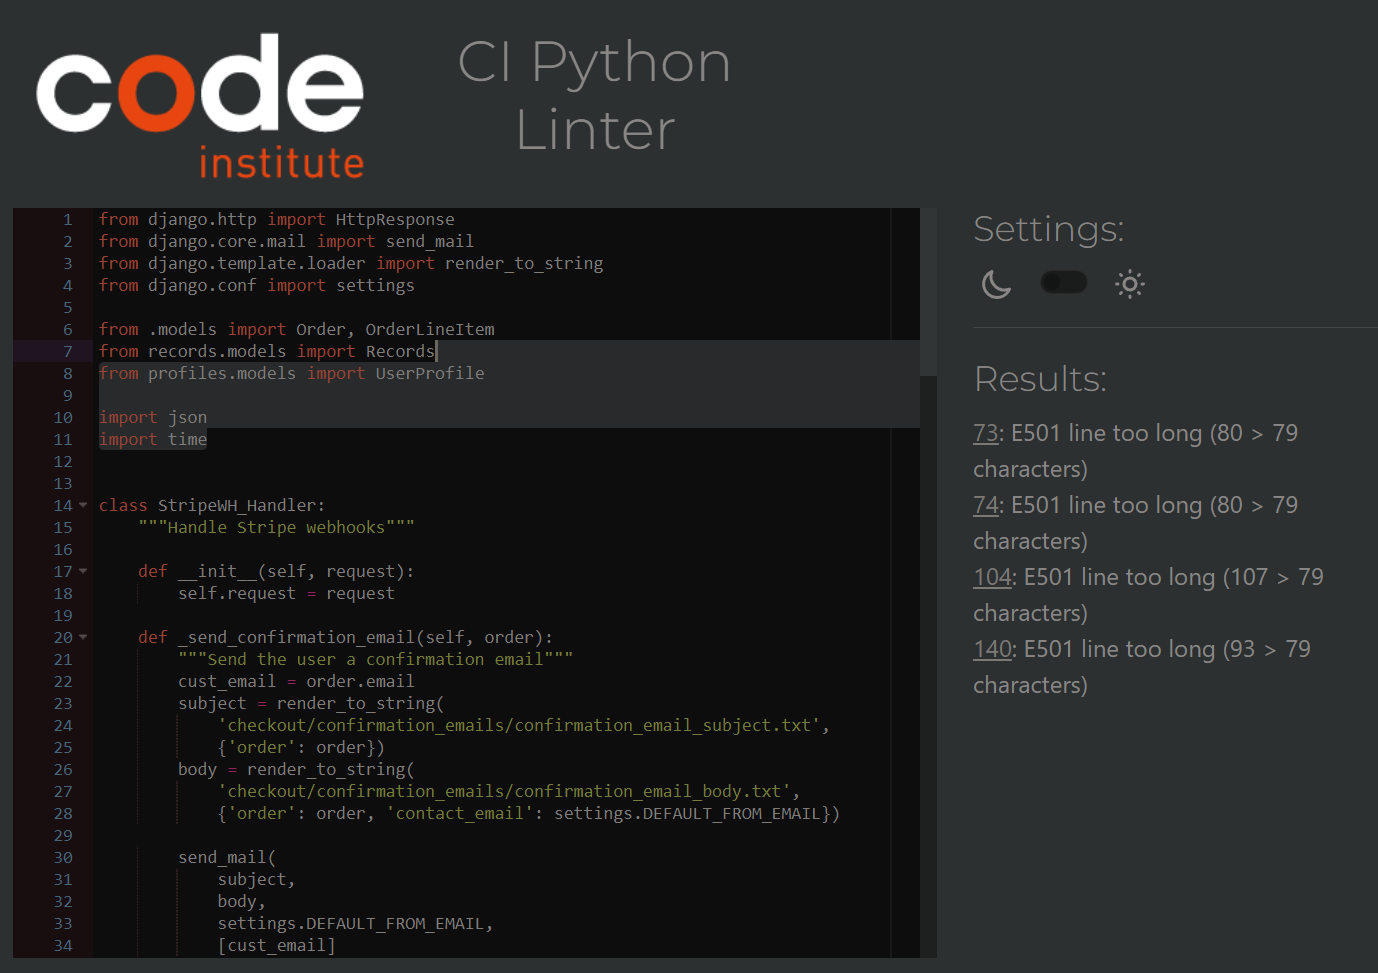 code
institute
CI Python
Linter
1 from django.http import HttpResponse
2 from django.core.mail import send_mail
3 from django.template.loader import render_to_string
4 from django.conf import settings
5
6 from .models import Order, OrderLineItem
7 from records.models import Records
8 from profiles.models import UserProfile
9
10 import json
11 import time
12
13
14 class StripeWH_Handler:
15     """Handle Stripe webhooks"""
16
17     def __init__(self, request):
18         self.request = request
19
20     def _send_confirmation_email(self, order):
21         """Send the user a confirmation email"""
22         cust_email = order.email
23         subject = render_to_string(
24             'checkout/confirmation_emails/confirmation_email_subject.txt',
25             {'order': order})
26         body = render_to_string(
27             'checkout/confirmation_emails/confirmation_email_body.txt',
28             {'order': order, 'contact_email': settings.DEFAULT_FROM_EMAIL})
29
30         send_mail(
31             subject,
32             body,
33             settings.DEFAULT_FROM_EMAIL,
34             [cust_email]
Settings:
Results:
73: E501 line too long (80 > 79
characters)
74: E501 line too long (80 > 79
characters)
104: E501 line too long (107 > 79
characters)
140: E501 line too long (93 > 79
characters)